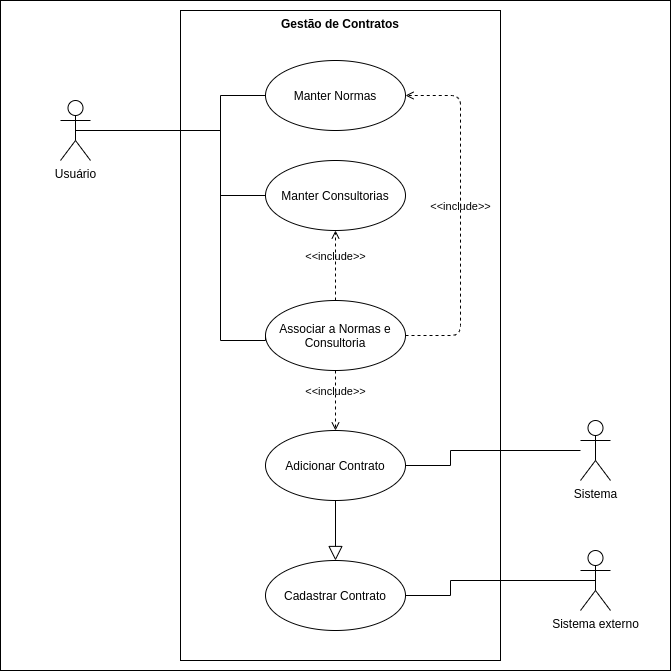 Gestão de Contratos
Manter Normas
Usuário
Manter Consultorias
<<include>>
<<include>>
Associar a Normas e
Consultoria
<<include>>
Adicionar Contrato
Sistema
Cadastrar Contrato
Sistema externo